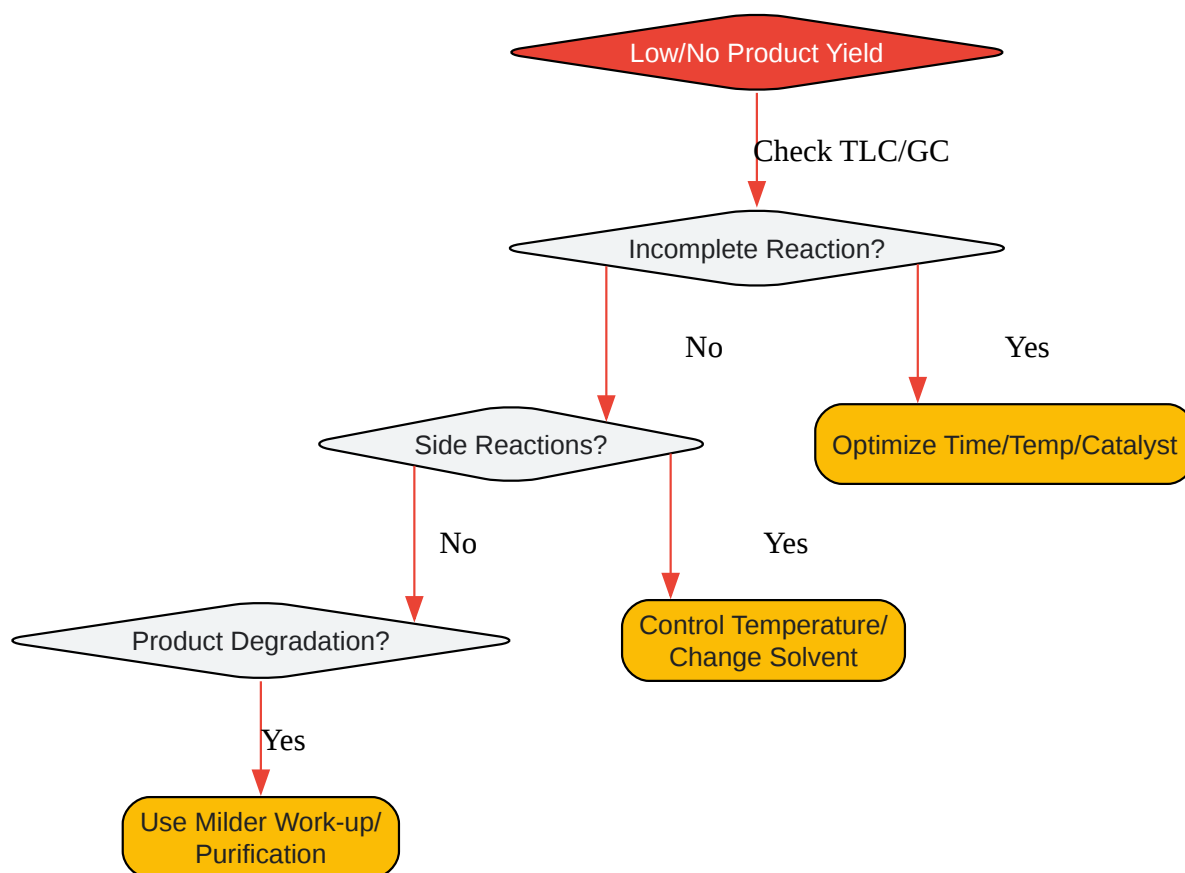 Low/No Product Yield
Check TLC/GC
Incomplete Reaction?
No
Yes
Side Reactions?
Optimize Time/Temp/Catalyst
No
Yes
Product Degradation?
Control Temperature/
Change Solvent
Yes
Use Milder Work-up/
Purification